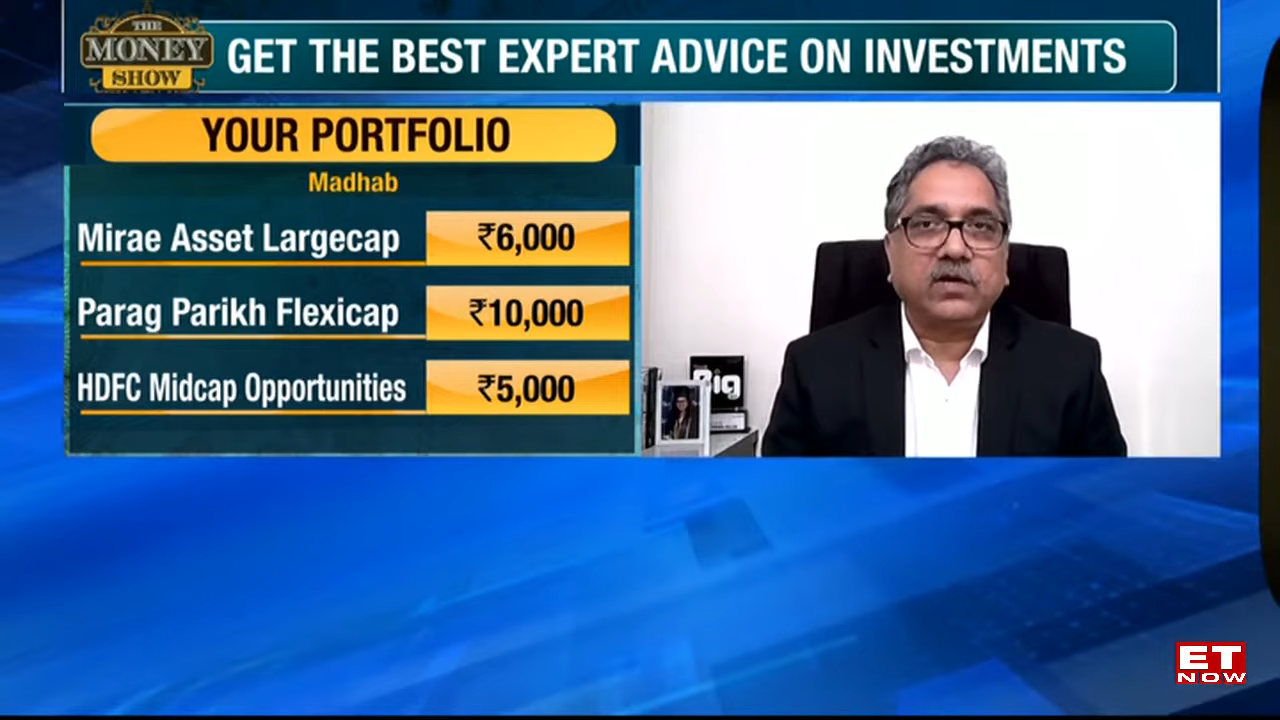 THE
MONEY
SHOW
GET THE BEST EXPERT ADVICE ON INVESTMENTS
YOUR PORTFOLIO
Madhab
Mirae Asset Largecap ₹6,000
Parag Parikh Flexicap ₹10,000
HDFC Midcap Opportunities ₹5,000
Big
ET
NOW